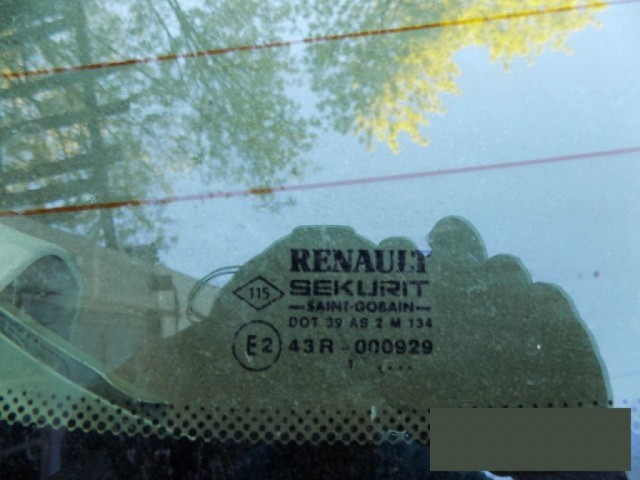 RENAULT
115 SEKURIT
SAINT-GOBAIN
DOT 39 AS 2 M 134
E2 43R-000929